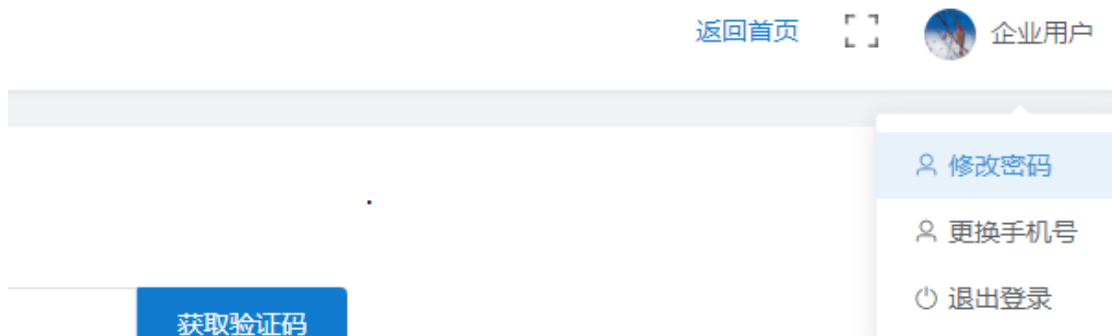 返回首页 企业用户
修改密码
更换手机号
退出登录
获取验证码